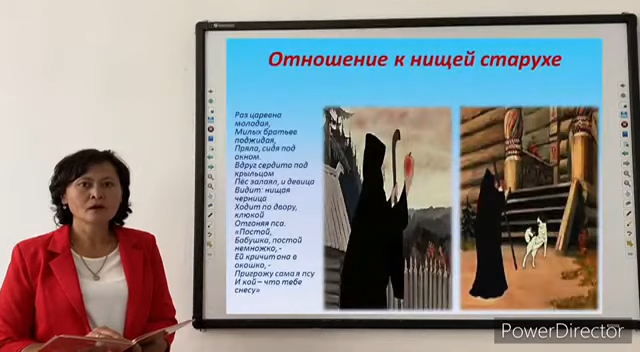 Отношение к нищей старухе
Раз царевна
молодая,
Милых братьев
поджидая,
Пряла, сидя под
окном.
Вдруг сердито под
крыльцом
Пёс залаял, и девица
Видит: нищая
черница
Ходит по двору,
клюкой
Отгоняя пса.
«Постой,
Бабушка, постой
немножко, -
Ей кричит она в
окошко, -
Пригрожу сама я псу
И кой – что тебе
снесу»
PowerDirector